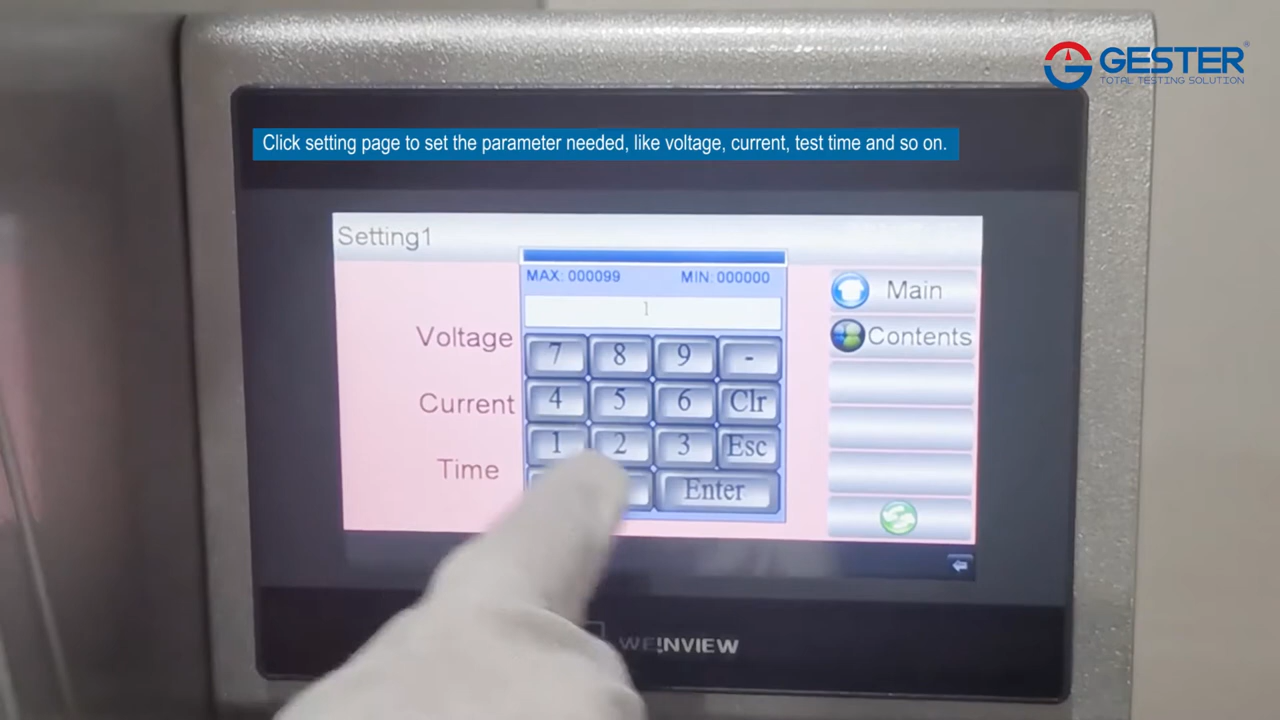 GESTER®
TOTAL TESTING SOLUTION
Click setting page to set the parameter needed, like voltage, current, test time and so on.
Setting1
MAX: 000099 MIN: 000000
1
Main
Voltage
Contents
7 8 9 -
Current
4 5 6 Clr
1 2 3 Esc
Time
Enter
WE!NVIEW